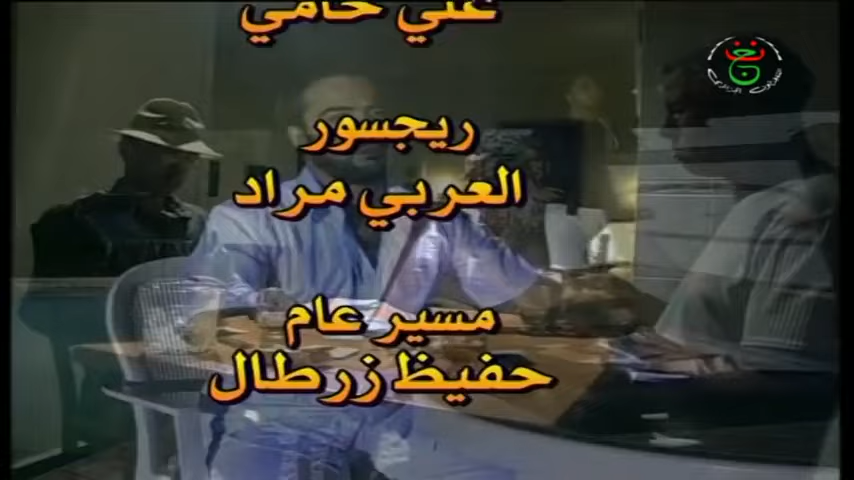 علي حامي
ريجسور
العربي مراد
مسير عام
حفيظ زرطال